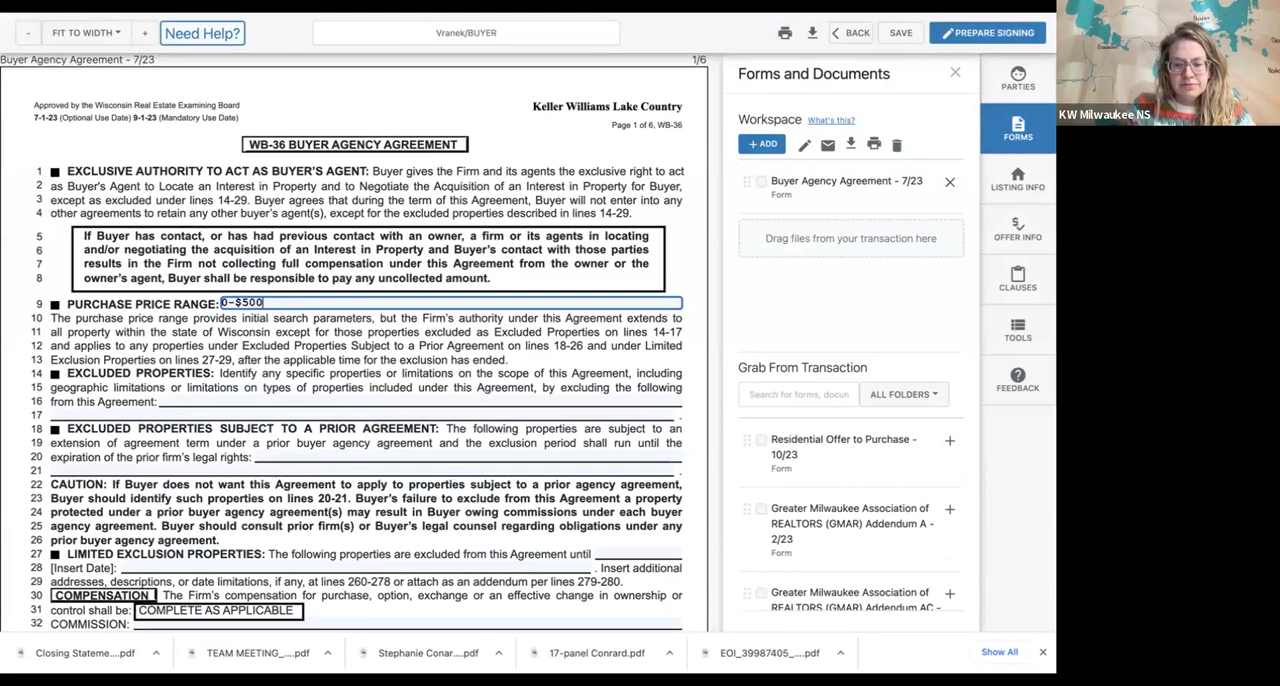 -
FIT TO WIDTH
+
Need Help?
Vranek/BUYER
BACK
SAVE
PREPARE SIGNING
Buyer Agency Agreement - 7/23
1/6
Approved by the Wisconsin Real Estate Examining Board
7-1-23 (Optional Use Date) 9-1-23 (Mandatory Use Date)
Keller Williams Lake Country
Page 1 of 6, WB-36
WB-36 BUYER AGENCY AGREEMENT
1 ■ EXCLUSIVE AUTHORITY TO ACT AS BUYER'S AGENT: Buyer gives the Firm and its agents the exclusive right to act
2 as Buyer's Agent to Locate an Interest in Property and to Negotiate the Acquisition of an Interest in Property for Buyer,
3 except as excluded under lines 14-29. Buyer agrees that during the term of this Agreement, Buyer will not enter into any
4 other agreements to retain any other buyer's agent(s), except for the excluded properties described in lines 14-29.
5 If Buyer has contact, or has had previous contact with an owner, a firm or its agents in locating
6 and/or negotiating the acquisition of an Interest in Property and Buyer's contact with those parties
7 results in the Firm not collecting full compensation under this Agreement from the owner or the
8 owner's agent, Buyer shall be responsible to pay any uncollected amount.
9 ■ PURCHASE PRICE RANGE: 0-$500
10 The purchase price range provides initial search parameters, but the Firm's authority under this Agreement extends to
11 all property within the state of Wisconsin except for those properties excluded as Excluded Properties on lines 14-17
12 and applies to any properties under Excluded Properties Subject to a Prior Agreement on lines 18-26 and under Limited
13 Exclusion Properties on lines 27-29, after the applicable time for the exclusion has ended.
14 ■ EXCLUDED PROPERTIES: Identify any specific properties or limitations on the scope of this Agreement, including
15 geographic limitations or limitations on types of properties included under this Agreement, by excluding the following
16 from this Agreement:
17 .
18 ■ EXCLUDED PROPERTIES SUBJECT TO A PRIOR AGREEMENT: The following properties are subject to an
19 extension of agreement term under a prior buyer agency agreement and the exclusion period shall run until the
20 expiration of the prior firm's legal rights:
21 .
22 CAUTION: If Buyer does not want this Agreement to apply to properties subject to a prior agency agreement,
23 Buyer should identify such properties on lines 20-21. Buyer's failure to exclude from this Agreement a property
24 protected under a prior buyer agency agreement(s) may result in Buyer owing commissions under each buyer
25 agency agreement. Buyer should consult prior firm(s) or Buyer's legal counsel regarding obligations under any
26 prior buyer agency agreement.
27 ■ LIMITED EXCLUSION PROPERTIES: The following properties are excluded from this Agreement until
28 [Insert Date]: . Insert additional
29 addresses, descriptions, or date limitations, if any, at lines 260-278 or attach as an addendum per lines 279-280.
30 COMPENSATION The Firm's compensation for purchase, option, exchange or an effective change in ownership or
31 control shall be: COMPLETE AS APPLICABLE
32 COMMISSION:
Forms and Documents
Workspace What's this?
+ ADD
Buyer Agency Agreement - 7/23
Form
Drag files from your transaction here
Grab From Transaction
Search for forms, docun
ALL FOLDERS
Residential Offer to Purchase -
10/23
Form
Greater Milwaukee Association of
REALTORS (GMAR) Addendum A -
2/23
Form
Greater Milwaukee Association of
REALTORS (GMAR) Addendum AC -
PARTIES
FORMS
LISTING INFO
OFFER INFO
CLAUSES
TOOLS
FEEDBACK
KW Milwaukee NS
Closing Stateme....pdf
TEAM MEETING_....pdf
Stephanie Conar....pdf
17-panel Conrard.pdf
EOI_39987405_....pdf
Show All